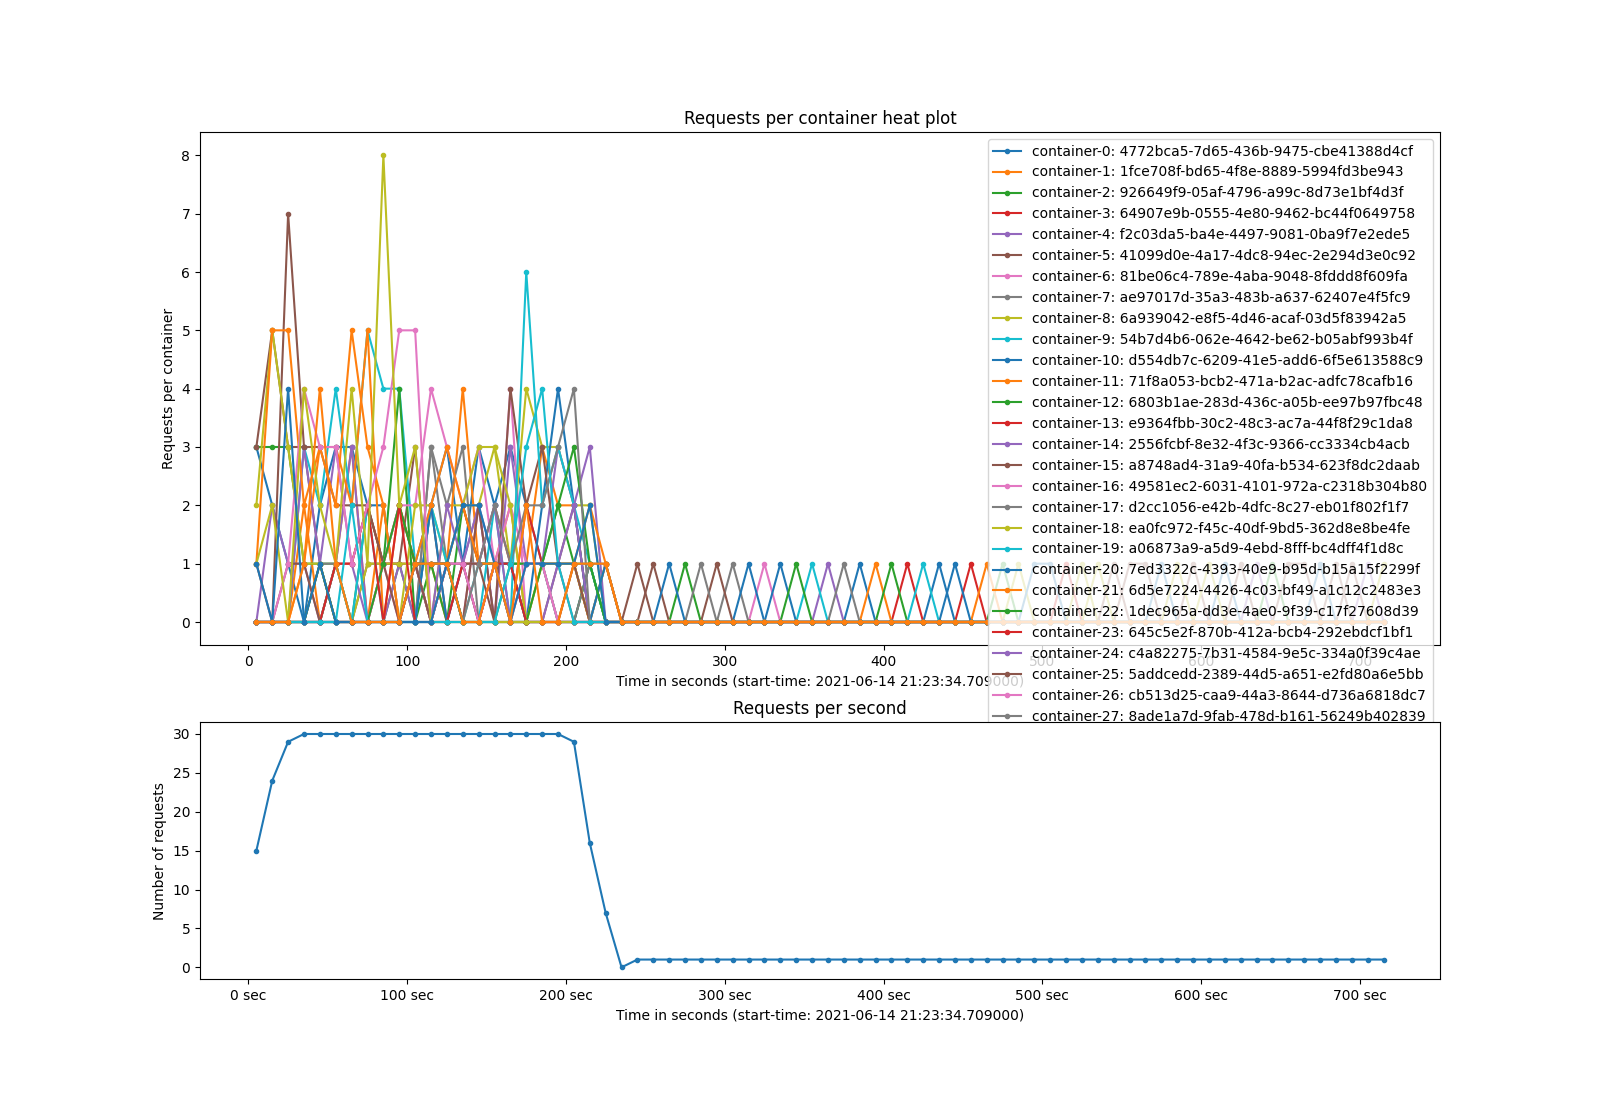 Requests per container heat plot
Requests per container
8
7
6
5
4
3
2
1
0
container-0: 4772bca5-7d65-436b-9475-cbe41388d4cf
container-1: 1fce708f-bd65-4f8e-8889-5994fd3be943
container-2: 926649f9-05af-4796-a99c-8d73e1bf4d3f
container-3: 64907e9b-0555-4e80-9462-bc44f0649758
container-4: f2c03da5-ba4e-4497-9081-0ba9f7e2ede5
container-5: 41099d0e-4a17-4dc8-94ec-2e294d3e0c92
container-6: 81be06c4-789e-4aba-9048-8fddd8f609fa
container-7: ae97017d-35a3-483b-a637-62407e4f5fc9
container-8: 6a939042-e8f5-4d46-acaf-03d5f83942a5
container-9: 54b7d4b6-062e-4642-be62-b05abf993b4f
container-10: d554db7c-6209-41e5-add6-6f5e613588c9
container-11: 71f8a053-bcb2-471a-b2ac-adfc78cafb16
container-12: 6803b1ae-283d-436c-a05b-ee97b97fbc48
container-13: e9364fbb-30c2-48c3-ac7a-44f8f29c1da8
container-14: 2556fcbf-8e32-4f3c-9366-cc3334cb4acb
container-15: a8748ad4-31a9-40fa-b534-623f8dc2daab
container-16: 49581ec2-6031-4101-972a-c2318b304b80
container-17: d2cc1056-e42b-4dfc-8c27-eb01f802f1f7
container-18: ea0fc972-f45c-40df-9bd5-362d8e8be4fe
container-19: a06873a9-a5d9-4ebd-8fff-bc4dff4f1d8c
container-20: 7ed3322c-4393-40e9-b95d-b15a15f2299f
container-21: 6d5e7224-4426-4c03-bf49-a1c12c2483e3
container-22: 1dec965a-dd3e-4ae0-9f39-c17f27608d39
container-23: 645c5e2f-870b-412a-bcb4-292ebdcf1bf1
container-24: c4a82275-7b31-4584-9e5c-334a0f39c4ae
container-25: 5addcedd-2389-44d5-a651-e2fd80a6e5bb
container-26: cb513d25-caa9-44a3-8644-d736a6818dc7
container-27: 8ade1a7d-9fab-478d-b161-56249b402839
0 100 200 300 400 500 600 700
Time in seconds (start-time: 2021-06-14 21:23:34.709000)
Requests per second
Number of requests
30
25
20
15
10
5
0
0 sec 100 sec 200 sec 300 sec 400 sec 500 sec 600 sec 700 sec
Time in seconds (start-time: 2021-06-14 21:23:34.709000)